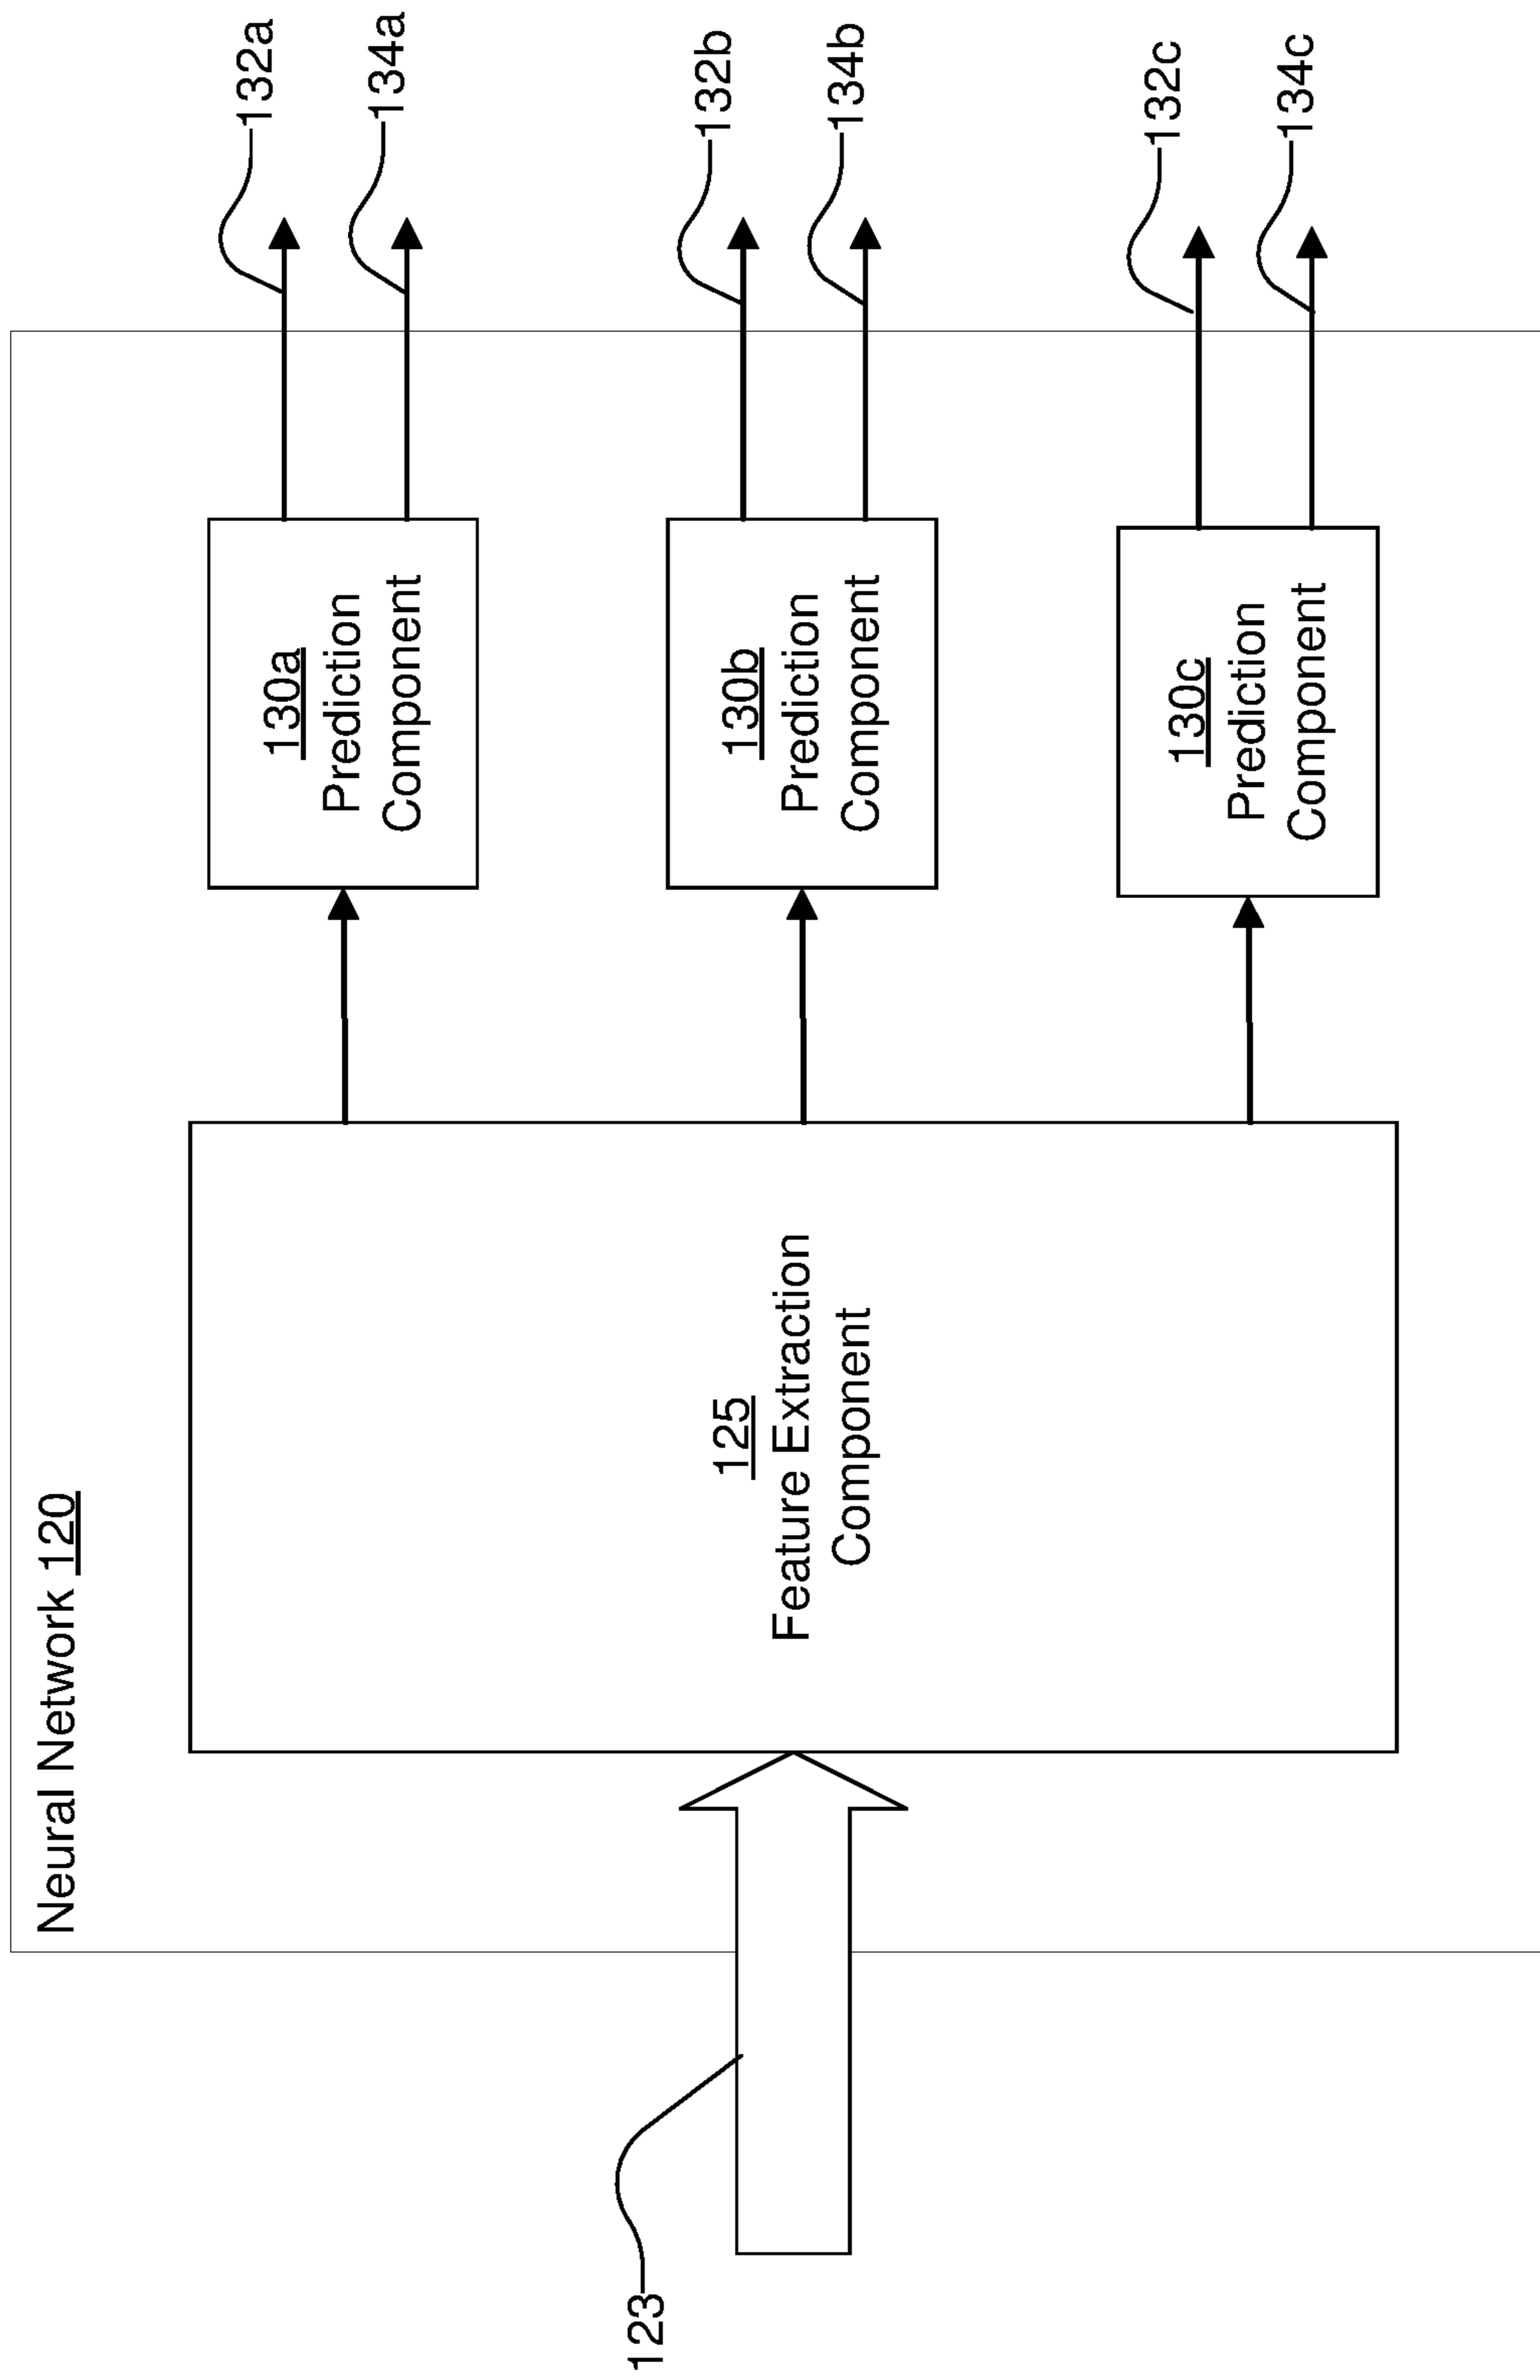 Neural Network 120
123
125
Feature Extraction
Component
130a
Prediction
Component
132a
134a
130b
Prediction
Component
132b
134b
130c
Prediction
Component
132c
134c